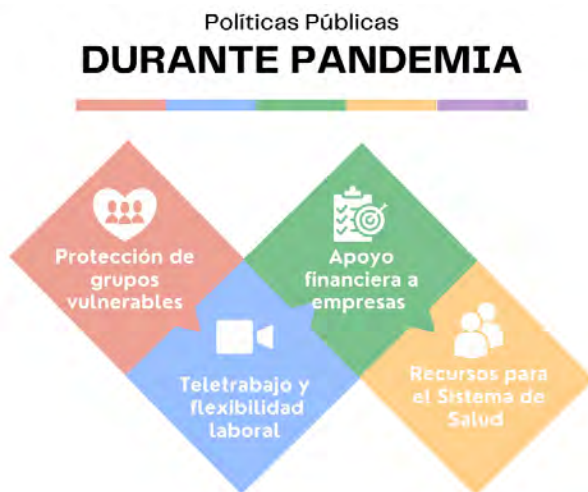 Políticas Públicas
DURANTE PANDEMIA
Protección de
grupos
vulnerables
Teletrabajo y
flexibilidad
laboral
Apoyo
financiera a
empresas
Recursos para
el Sistema de
Salud